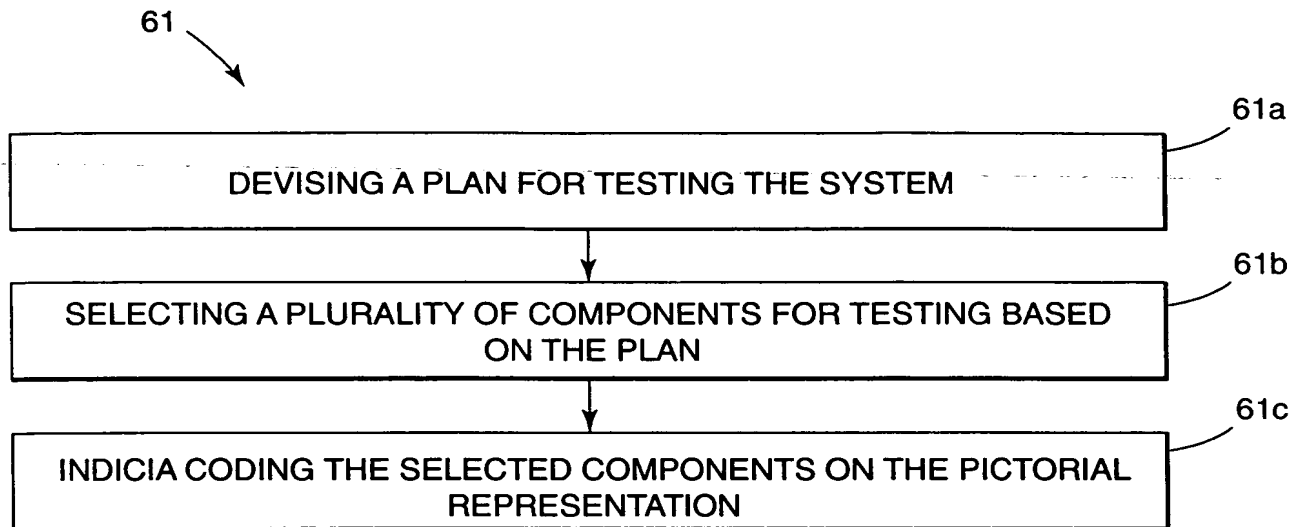 61
61a
DEVISING A PLAN FOR TESTING THE SYSTEM
61b
SELECTING A PLURALITY OF COMPONENTS FOR TESTING BASED
ON THE PLAN
61c
INDICIA CODING THE SELECTED COMPONENTS ON THE PICTORIAL
REPRESENTATION